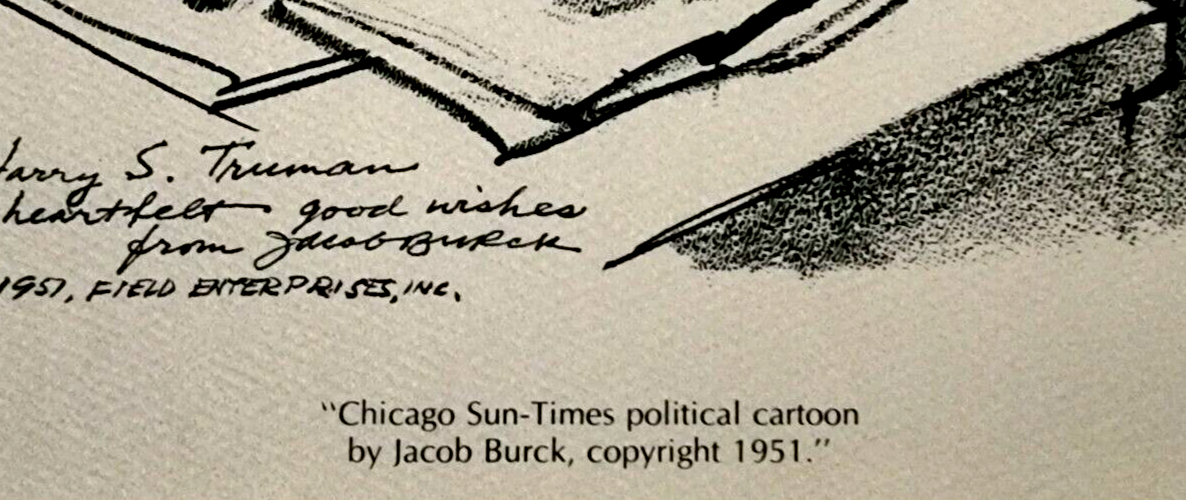 Harry S. Truman
heartfelt good wishes
from Jacob Burck
1951, FIELD ENTERPRISES, INC.
"Chicago Sun-Times political cartoon
by Jacob Burck, copyright 1951."